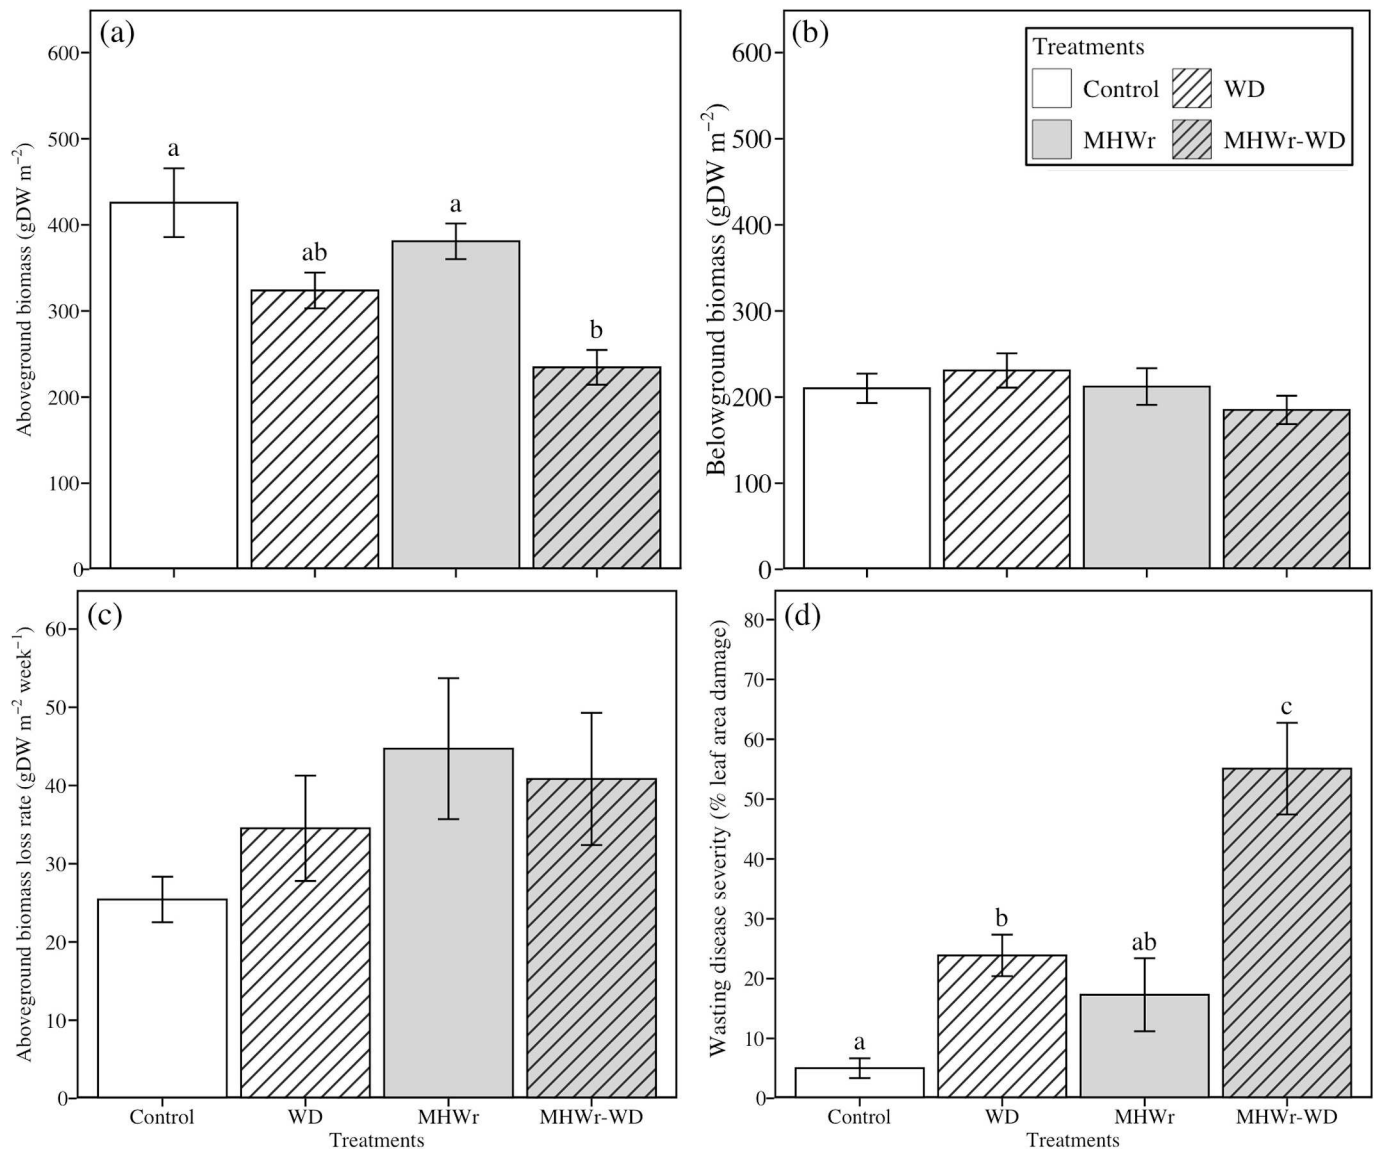 (a)
600
500
400
300
200
100
0
Aboveground biomass (gDW m−2)
a
ab
a
b
(b)
600
500
400
300
200
100
0
Belowground biomass (gDW m−2)
Treatments
Control WD
MHWr MHWr-WD
(c)
60
50
40
30
20
10
0
Aboveground biomass loss rate (gDW m−2 week−1)
Control WD MHWr MHWr-WD
Treatments
(d)
80
70
60
50
40
30
20
10
0
Wasting disease severity (% leaf area damage)
a
b
ab
c
Control WD MHWr MHWr-WD
Treatments